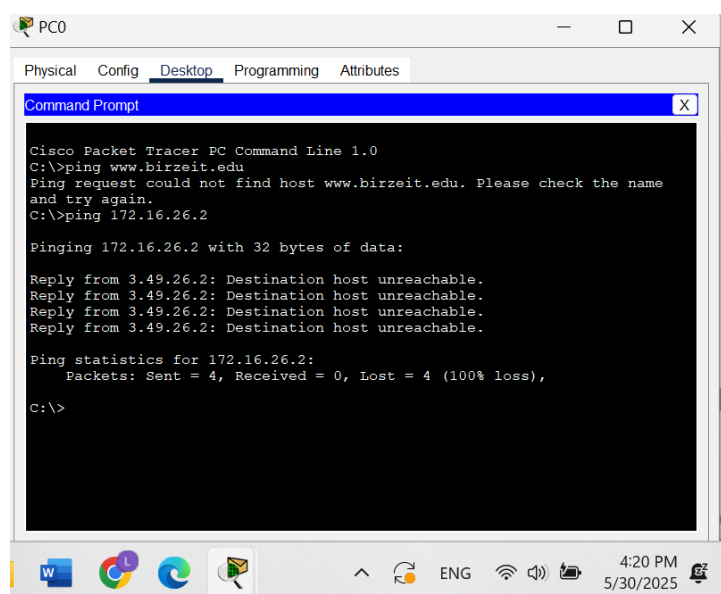 PC0
Physical Config Desktop Programming Attributes
Command Prompt
X
Cisco Packet Tracer PC Command Line 1.0
C:\>ping www.birzeit.edu
Ping request could not find host www.birzeit.edu. Please check the name
and try again.
C:\>ping 172.16.26.2
Pinging 172.16.26.2 with 32 bytes of data:
Reply from 3.49.26.2: Destination host unreachable.
Reply from 3.49.26.2: Destination host unreachable.
Reply from 3.49.26.2: Destination host unreachable.
Reply from 3.49.26.2: Destination host unreachable.
Ping statistics for 172.16.26.2:
Packets: Sent = 4, Received = 0, Lost = 4 (100% loss),
C:\>
W
L
ENG
4:20 PM
5/30/2025